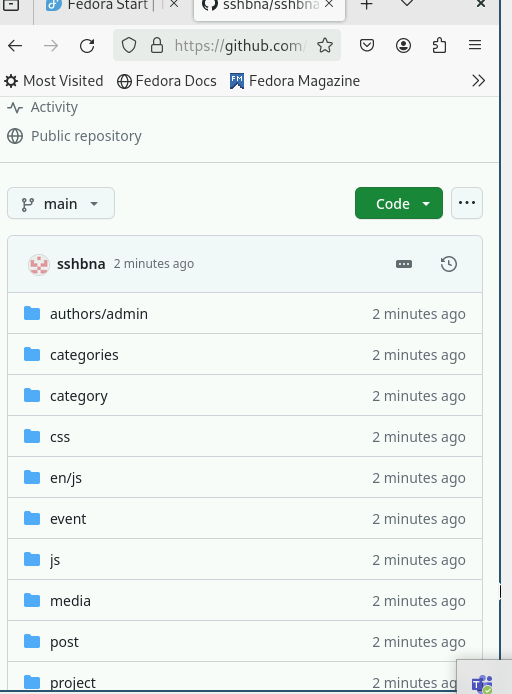 Fedora Start |
sshbna/sshbna
https://github.com/
Most Visited Fedora Docs FM Fedora Magazine
Activity
Public repository
main Code
sshbna 2 minutes ago
authors/admin 2 minutes ago
categories 2 minutes ago
category 2 minutes ago
css 2 minutes ago
en/js 2 minutes ago
event 2 minutes ago
js 2 minutes ago
media 2 minutes ago
post 2 minutes ago
project 2 minutes ag